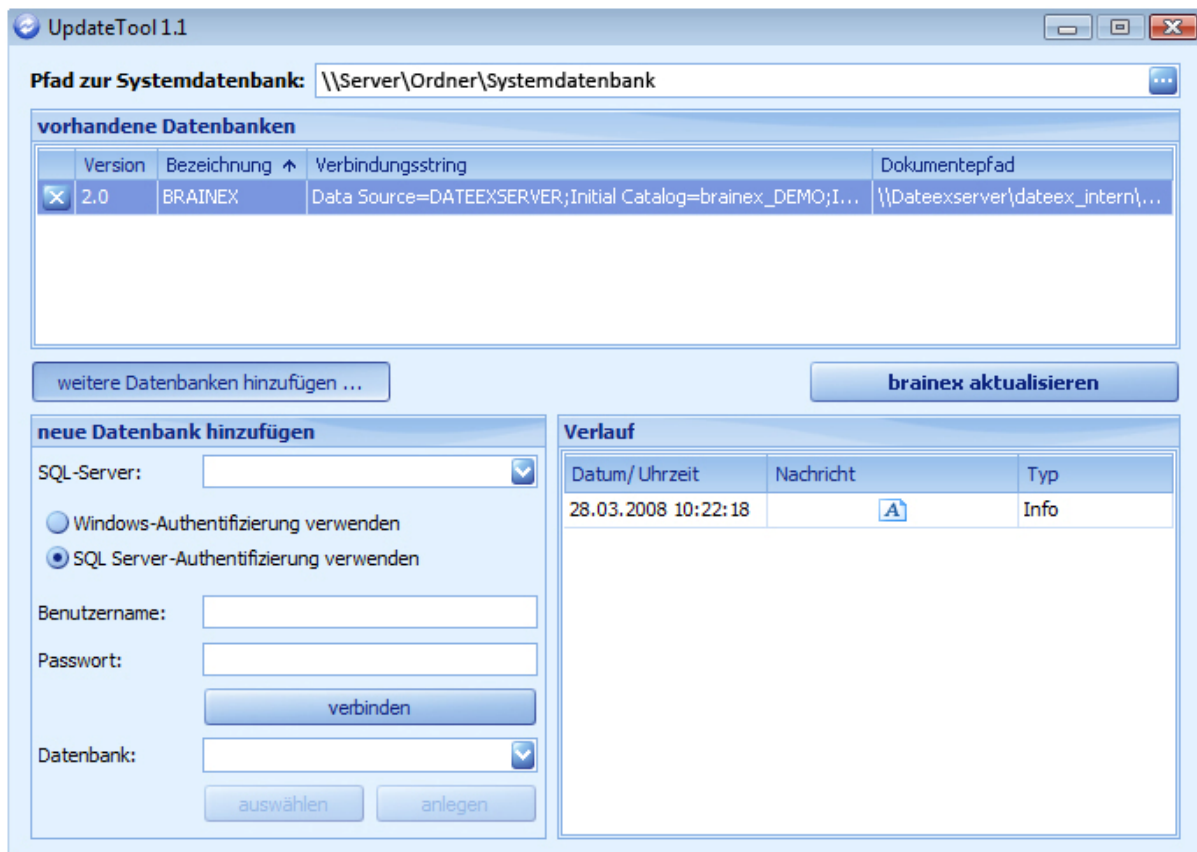 UpdateTool 1.1
Pfad zur Systemdatenbank: \\Server\Ordner\Systemdatenbank ...
vorhandene Datenbanken
Version Bezeichnung Verbindungsstring Dokumentepfad
2.0 BRAINEX Data Source=DATEEXSERVER;Initial Catalog=brainex_DEMO;I... \\Dateexserver\dateex_intern\...
weitere Datenbanken hinzufügen ...
brainex aktualisieren
neue Datenbank hinzufügen
SQL-Server:
Windows-Authentifizierung verwenden
SQL Server-Authentifizierung verwenden
Benutzername:
Passwort:
verbinden
Datenbank:
auswählen anlegen
Verlauf
Datum/ Uhrzeit Nachricht Typ
28.03.2008 10:22:18 A Info